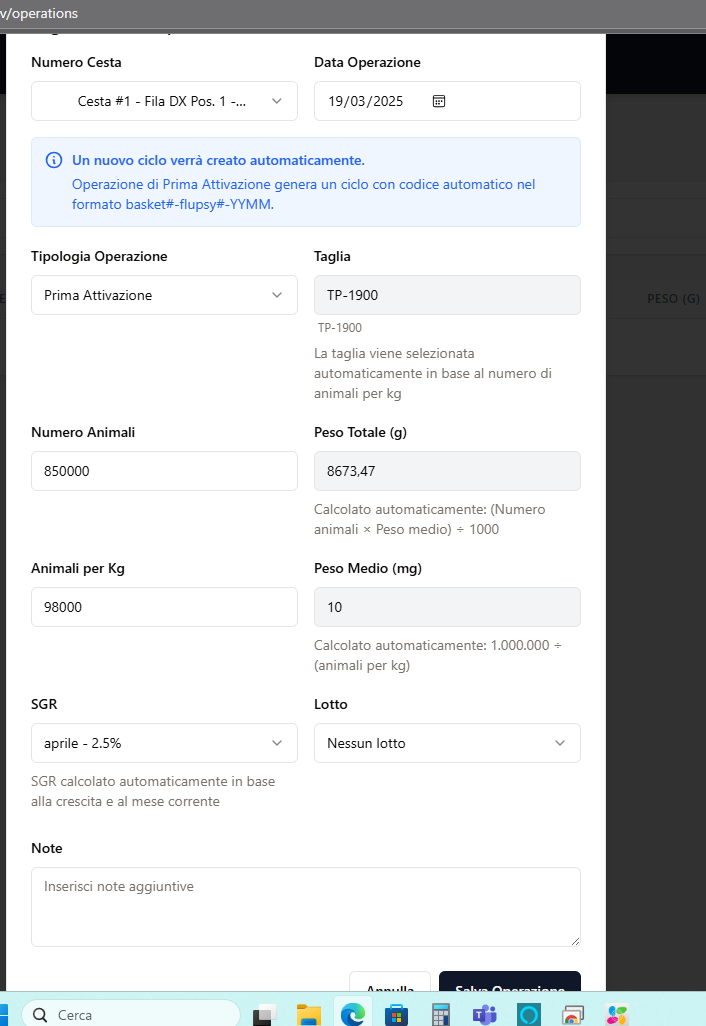 v/operations
Numero Cesta
Data Operazione
Cesta #1 - Fila DX Pos. 1 -...
19/03/2025
Un nuovo ciclo verrà creato automaticamente.
Operazione di Prima Attivazione genera un ciclo con codice automatico nel
formato basket#-flupsy#-YYMM.
Tipologia Operazione
Taglia
Prima Attivazione
TP-1900
PESO (G)
TP-1900
La taglia viene selezionata
automaticamente in base al numero di
animali per kg
Numero Animali
Peso Totale (g)
850000
8673,47
Calcolato automaticamente: (Numero
animali × Peso medio) ÷ 1000
Animali per Kg
Peso Medio (mg)
98000
10
Calcolato automaticamente: 1.000.000 ÷
(animali per kg)
SGR
Lotto
aprile - 2.5%
Nessun lotto
SGR calcolato automaticamente in base
alla crescita e al mese corrente
Note
Inserisci note aggiuntive
Annulla
Salva Operazione
Cerca